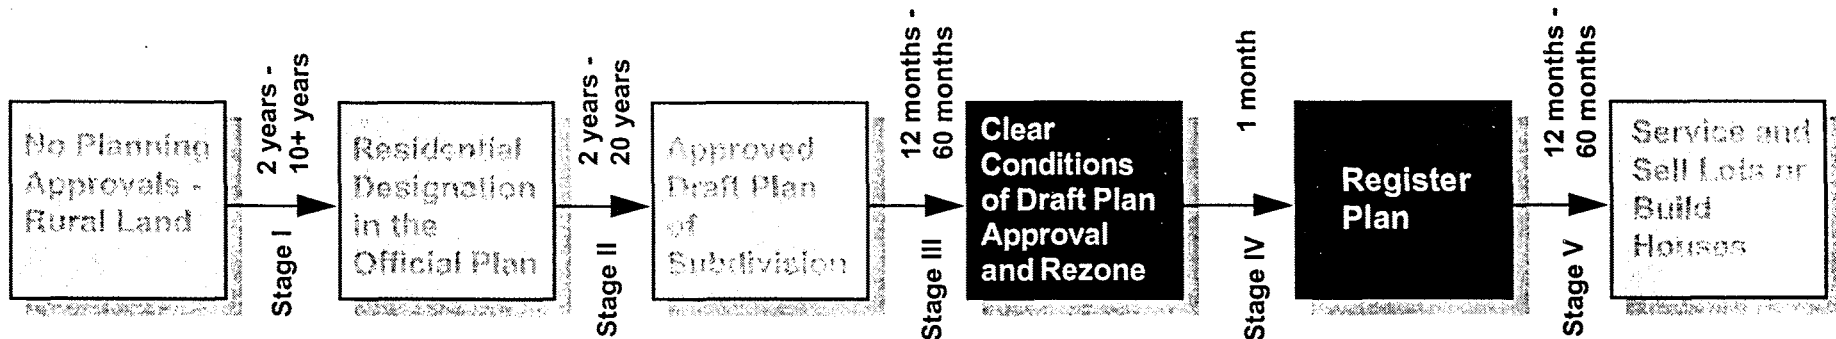 No Planning
Approvals -
Rural Land
2 years -
10+ years
Stage I
Residential
Designation
in the
Official Plan
2 years -
20 years
Stage II
Approved
Draft Plan
of
Subdivision
12 months -
60 months
Stage III
Clear
Conditions
of Draft Plan
Approval
and Rezone
1 month
Stage IV
Register
Plan
12 months -
60 months
Stage V
Service and
Sell Lots or
Build
Houses